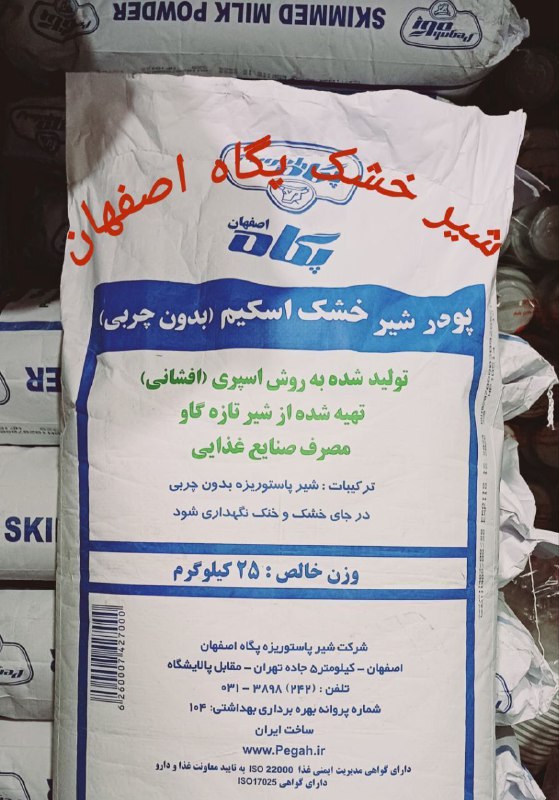 SKIMMED MILK POWDER
شیر خشک پگاه اصفهان
اصفهان
پگاه
پودر شیر خشک اسکیم (بدون چربی)
تولید شده به روش اسپری (افشانی)
تهیه شده از شیر تازه گاو
مصرف صنایع غذایی
ترکیبات : شیر پاستوریزه بدون چربی
در جای خشک و خنک نگهداری شود
SKI
وزن خالص : ۲۵ کیلوگرم
شرکت شیر پاستوریزه پگاه اصفهان
اصفهان - کیلومتر۵ جاده تهران - مقابل پالایشگاه
تلفن : (۲۴۲) ۳۸۹۸ - ۰۳۱
شماره پروانه بهره برداری بهداشتی: ۱۰۴
ساخت ایران
www.Pegah.ir
دارای گواهی مدیریت ایمنی غذا ISO 22000 به تایید معاونت غذا و دارو
دارای گواهی ISO17025
6260007427000